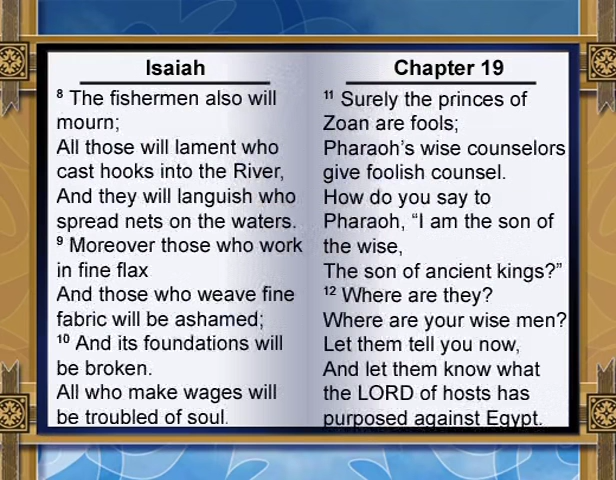 Isaiah
⁸ The fishermen also will
mourn;
All those will lament who
cast hooks into the River,
And they will languish who
spread nets on the waters.
⁹ Moreover those who work
in fine flax
And those who weave fine
fabric will be ashamed;
¹⁰ And its foundations will
be broken.
All who make wages will
be troubled of soul.
Chapter 19
¹¹ Surely the princes of
Zoan are fools;
Pharaoh’s wise counselors
give foolish counsel.
How do you say to
Pharaoh, “I am the son of
the wise,
The son of ancient kings?”
¹² Where are they?
Where are your wise men?
Let them tell you now,
And let them know what
the LORD of hosts has
purposed against Egypt.